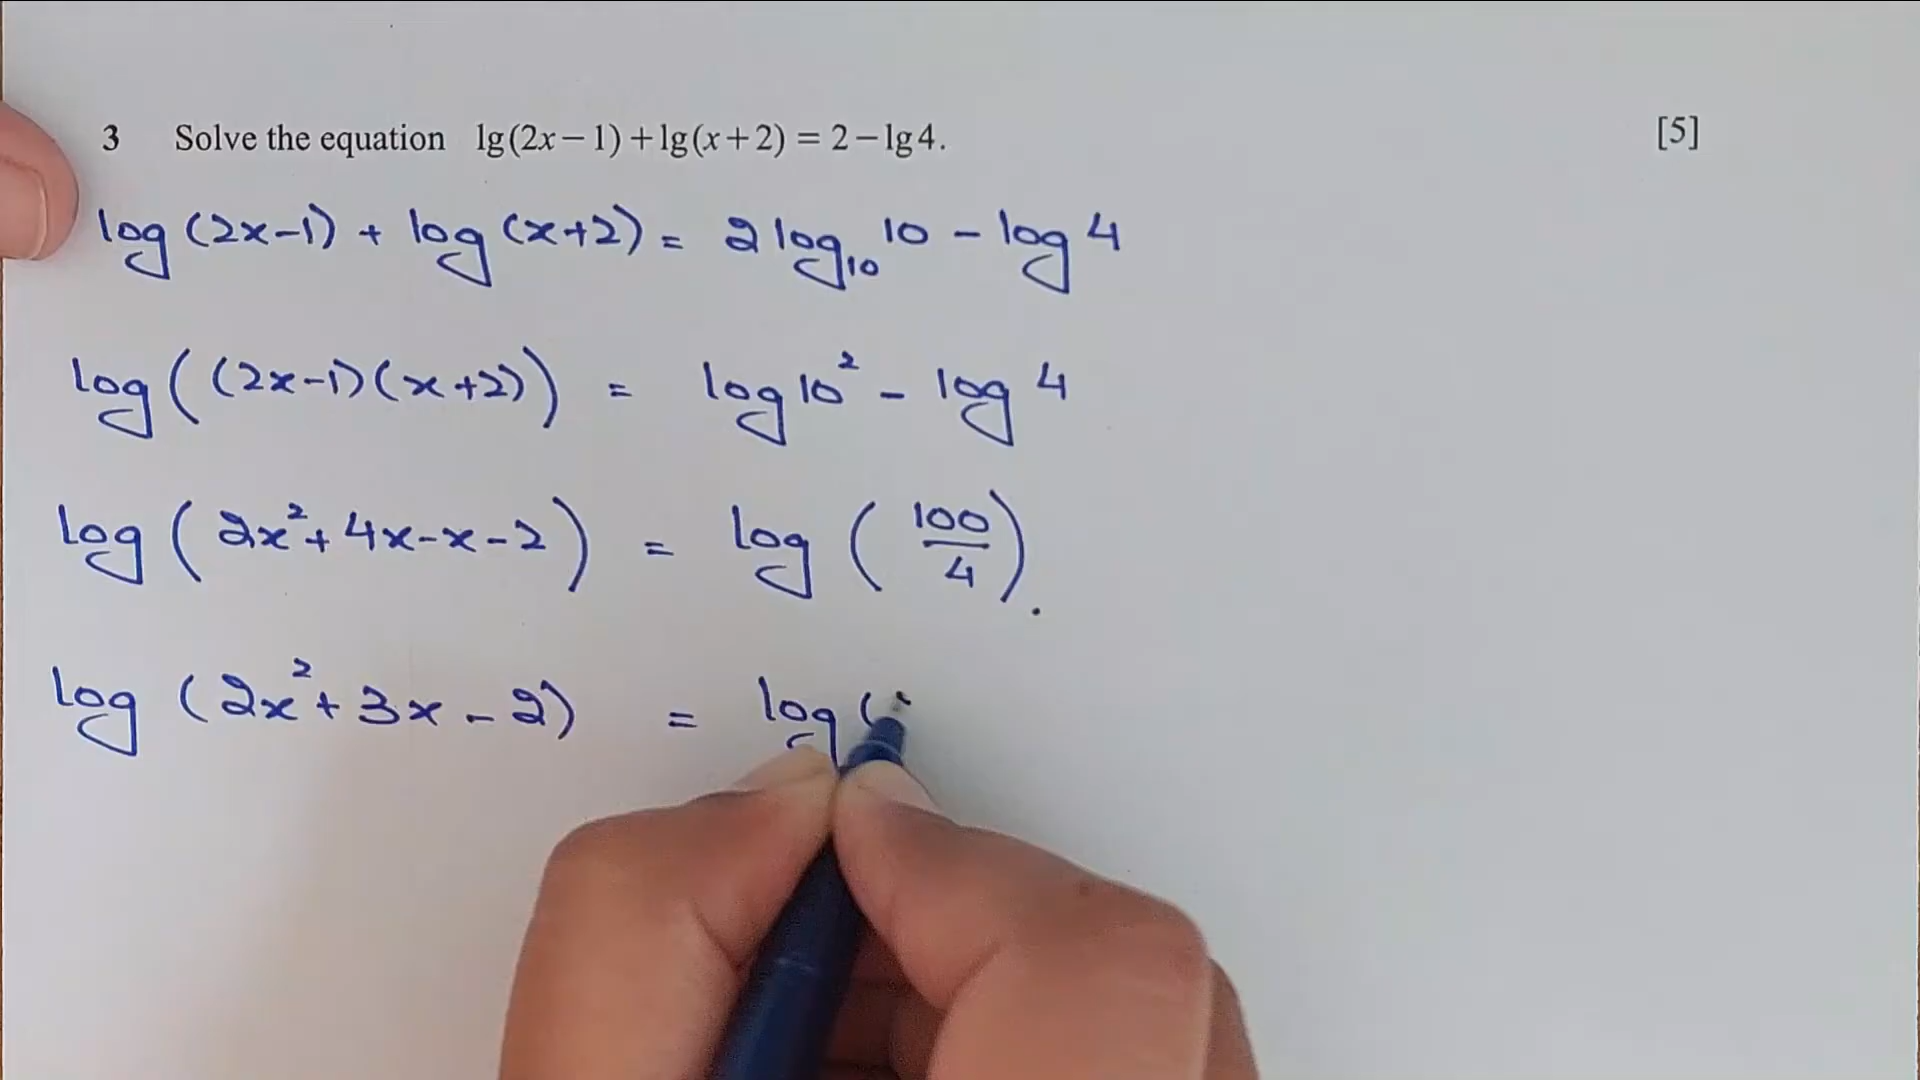 3 Solve the equation lg(2x−1)+lg(x+2) = 2−lg4. [5]
log (2x−1) + log (x+2) = 2 log₁₀ 10 − log 4
log ( (2x−1)(x+2) ) = log 10² − log 4
log ( 2x² + 4x − x − 2 ) = log ( 100/4 ).
log (2x² + 3x − 2) = log (